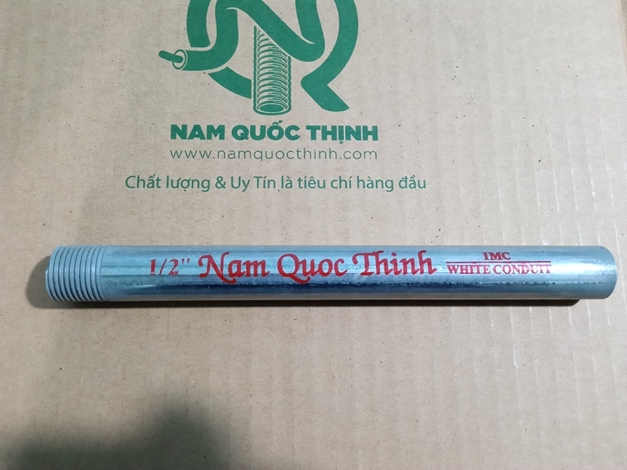 NAM QUỐC THỊNH
www.namquocthinh.com
Chất lượng & Uy Tín là tiêu chí hàng đầu
1/2" Nam Quoc Thinh
IMC
WHITE CONDUIT